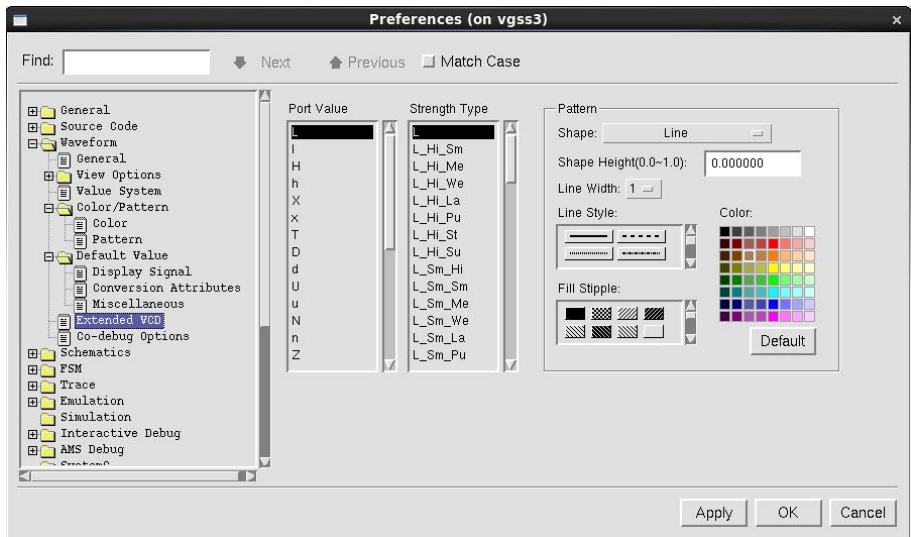 Preferences (on vgss3)
Find:
Next
Previous
Match Case
General
Source Code
Waveform
General
View Options
Value System
Color/Pattern
Color
Pattern
Default Value
Display Signal
Conversion Attributes
Miscellaneous
Extended VCD
Co-debug Options
Schematics
FSM
Trace
Emulation
Simulation
Interactive Debug
AMS Debug
SystemC
Port Value
L
l
H
h
X
x
T
D
d
U
u
N
n
Z
Strength Type
L
L_Hi_Sm
L_Hi_Me
L_Hi_We
L_Hi_La
L_Hi_Pu
L_Hi_St
L_Hi_Su
L_Sm_Hi
L_Sm_Sm
L_Sm_Me
L_Sm_We
L_Sm_La
L_Sm_Pu
Pattern
Shape: Line
Shape Height(0.0~1.0): 0.000000
Line Width: 1
Line Style:
Fill Stipple:
Color:
Default
Apply
OK
Cancel